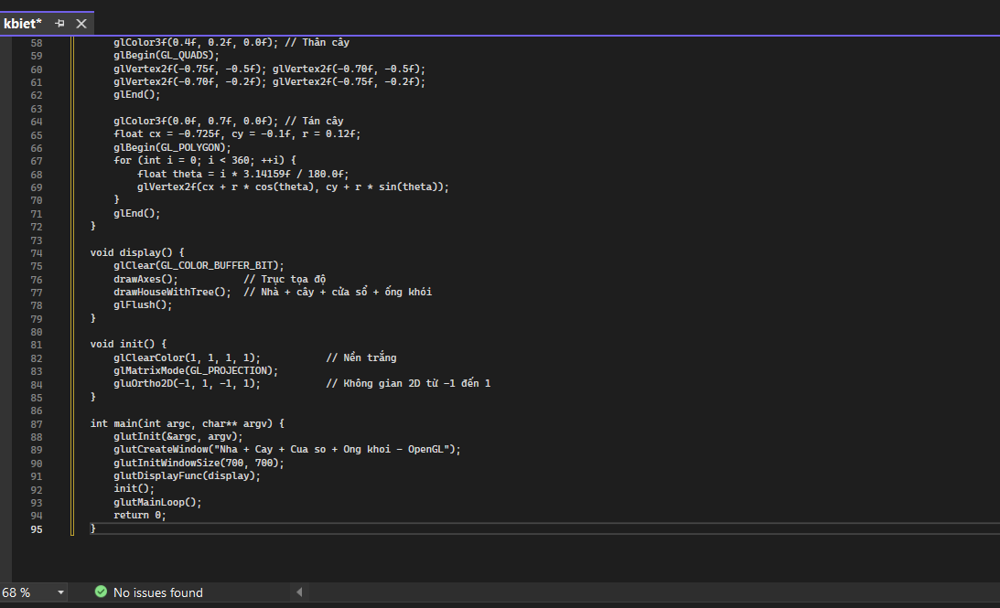 kbiet*
58 glColor3f(0.4f, 0.2f, 0.0f); // Thân cây
59 glBegin(GL_QUADS);
60 glVertex2f(-0.75f, -0.5f); glVertex2f(-0.70f, -0.5f);
61 glVertex2f(-0.70f, -0.2f); glVertex2f(-0.75f, -0.2f);
62 glEnd();
63
64 glColor3f(0.0f, 0.7f, 0.0f); // Tán cây
65 float cx = -0.725f, cy = -0.1f, r = 0.12f;
66 glBegin(GL_POLYGON);
67 for (int i = 0; i < 360; ++i) {
68 float theta = i * 3.14159f / 180.0f;
69 glVertex2f(cx + r * cos(theta), cy + r * sin(theta));
70 }
71 glEnd();
72 }
73
74 void display() {
75 glClear(GL_COLOR_BUFFER_BIT);
76 drawAxes(); // Trục tọa độ
77 drawHouseWithTree(); // Nhà + cây + cửa sổ + ống khói
78 glFlush();
79 }
80
81 void init() {
82 glClearColor(1, 1, 1, 1); // Nền trắng
83 glMatrixMode(GL_PROJECTION);
84 gluOrtho2D(-1, 1, -1, 1); // Không gian 2D từ -1 đến 1
85 }
86
87 int main(int argc, char** argv) {
88 glutInit(&argc, argv);
89 glutCreateWindow("Nha + Cay + Cua so + Ong khoi - OpenGL");
90 glutInitWindowSize(700, 700);
91 glutDisplayFunc(display);
92 init();
93 glutMainLoop();
94 return 0;
95 }
68 % No issues found